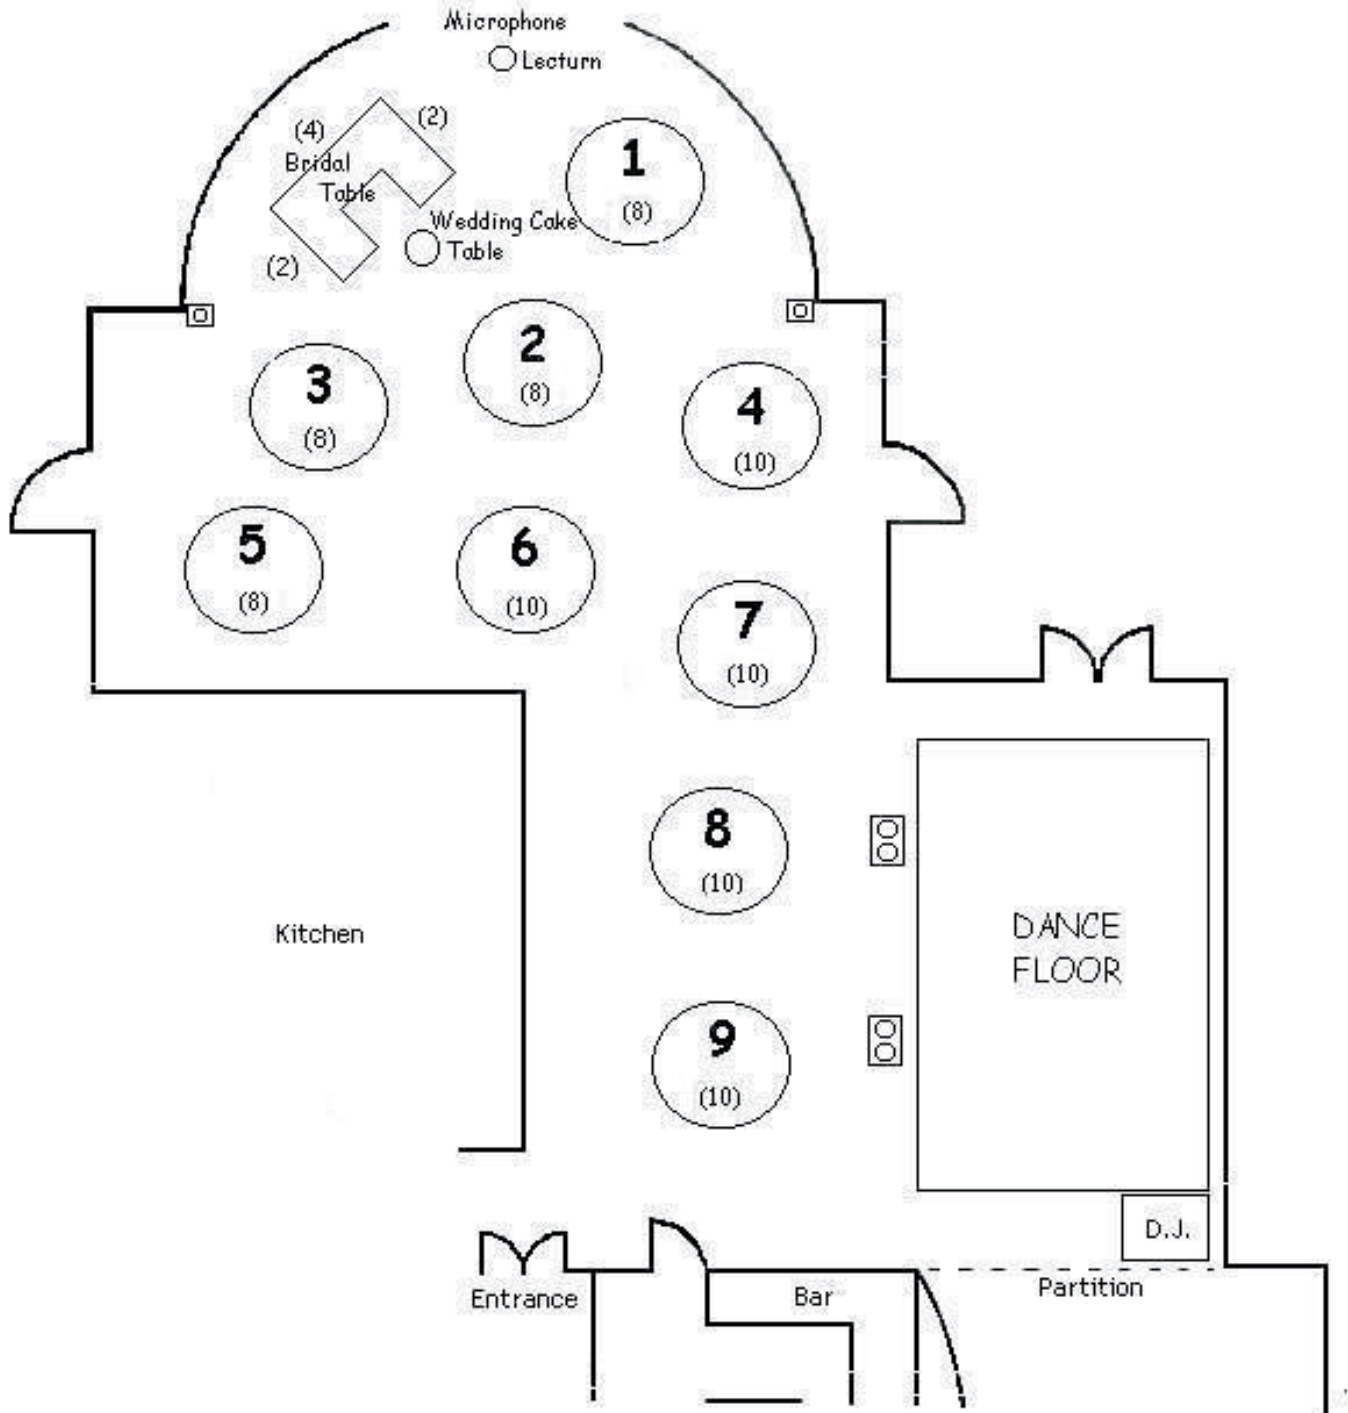 Microphone
Lecturn
(2)
(4)
Bridal
Table
1
(8)
Wedding Cake
Table
(2)
2
(8)
3
(8)
4
(10)
5
(8)
6
(10)
7
(10)
8
(10)
Kitchen
DANCE
FLOOR
9
(10)
D.J.
Entrance
Bar
Partition